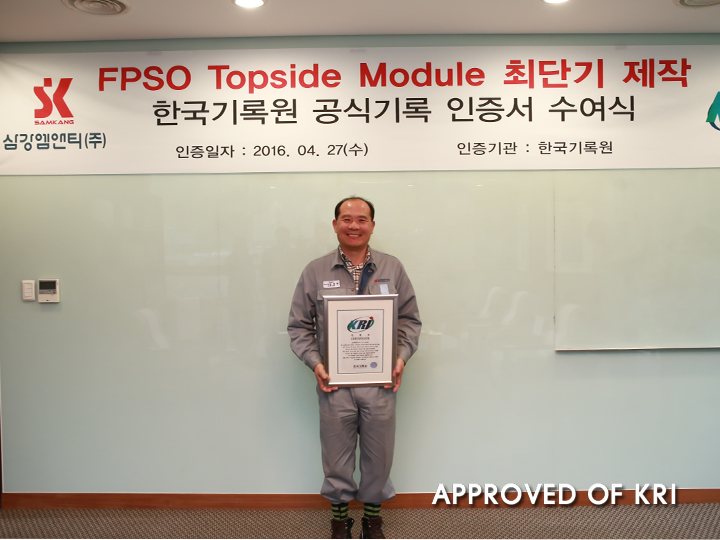 FPSO Topside Module 최단기 제작
한국기록원 공식기록 인증서 수여식
SK
SAMKANG
삼강엠앤티(주)
인증일자 : 2016. 04. 27(수)
인증기관 : 한국기록원
KRI
APPROVED OF KRI